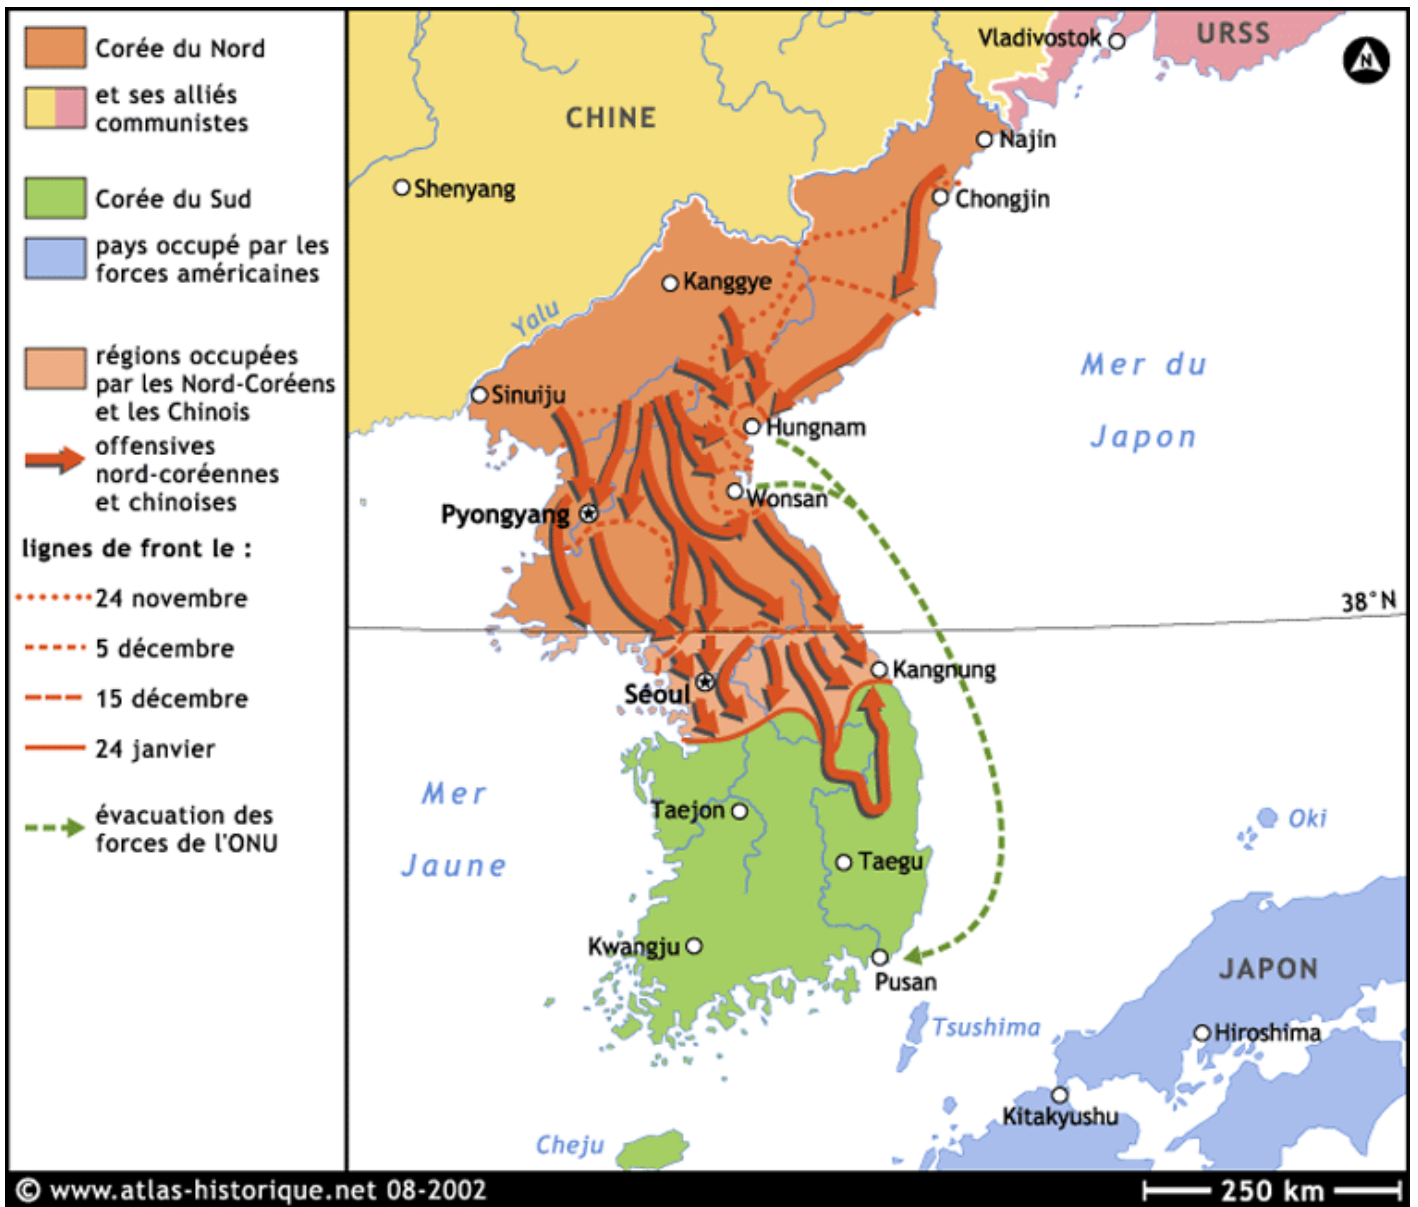 Corée du Nord
et ses alliés
communistes
Corée du Sud
pays occupé par les
forces américaines
régions occupées
par les Nord-Coréens
et les Chinois
offensives
nord-coréennes
et chinoises
lignes de front le :
24 novembre
5 décembre
15 décembre
24 janvier
évacuation des
forces de l'ONU
URSS
Vladivostok
N
CHINE
Najin
Shenyang
Chongjin
Kanggye
Yalu
Mer du
Japon
Sinuiju
Hungnam
Wonsan
Pyongyang
38°N
Kangnung
Séoul
Mer
Jaune
Taejon
Oki
Taegu
Kwangju
JAPON
Pusan
Tsushima
Hiroshima
Kitakyushu
Cheju
© www.atlas-historique.net 08-2002
250 km